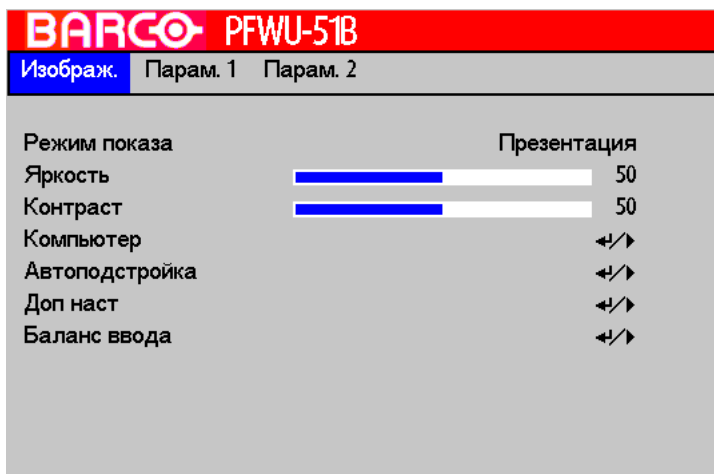 BARCO PFWU-51B
Изображ. Парам. 1 Парам. 2
Режим показа Презентация
Яркость 50
Контраст 50
Компьютер
Автоподстройка
Доп наст
Баланс ввода